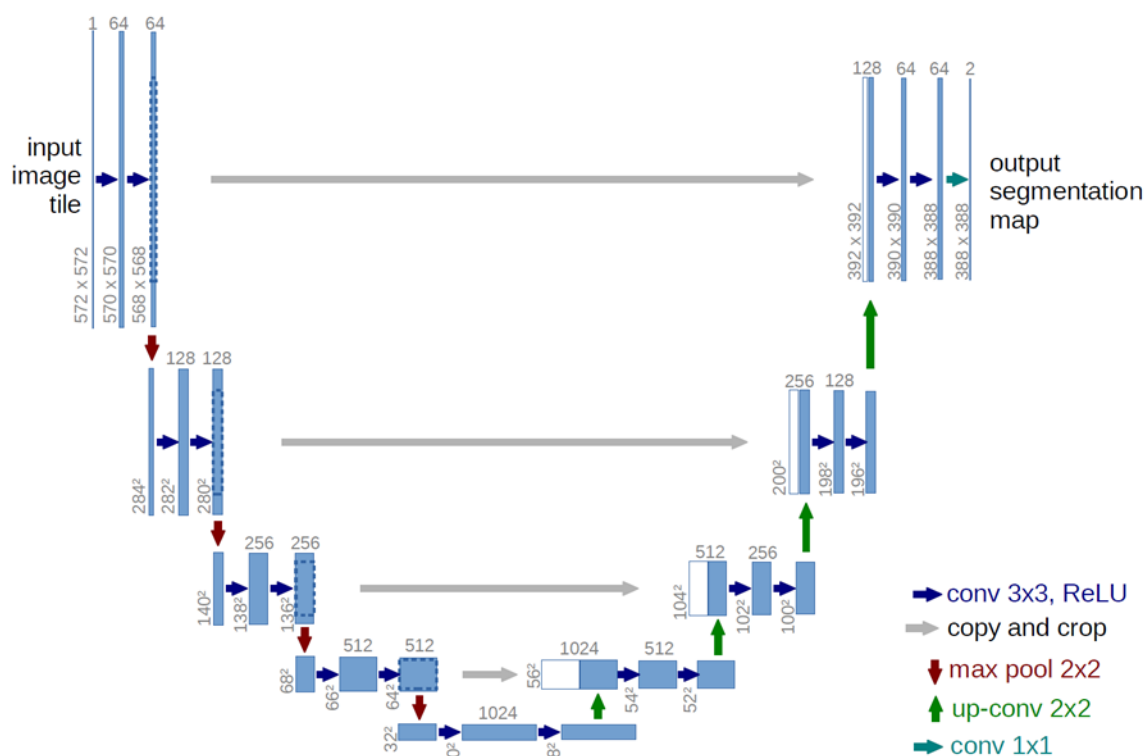 1 64 64
input
image
tile
572 x 572
570 x 570
568 x 568
128 64 64 2
output
segmentation
map
392 x 392
390 x 390
388 x 388
388 x 388
128 128
284²
282²
280²
256 128
200²
198²
196²
256 256
140²
138²
136²
512 256
104²
102²
100²
512 512
68²
66²
64²
1024 512
56²
54²
52²
1024
32²
conv 3x3, ReLU
copy and crop
max pool 2x2
up-conv 2x2
conv 1x1